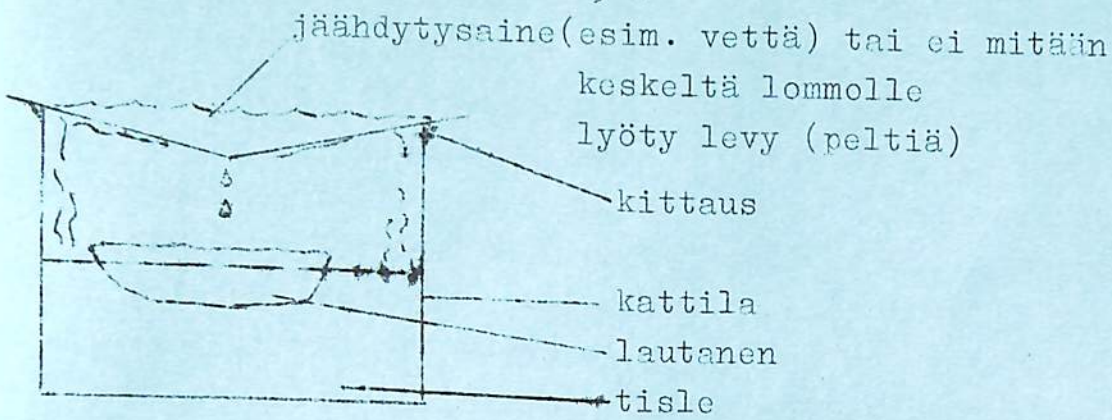 jäähdytysaine(esim. vettä) tai ei mitään
keskeltä lommolle
lyöty levy (peltiä)
kittaus
kattila
lautanen
tisle